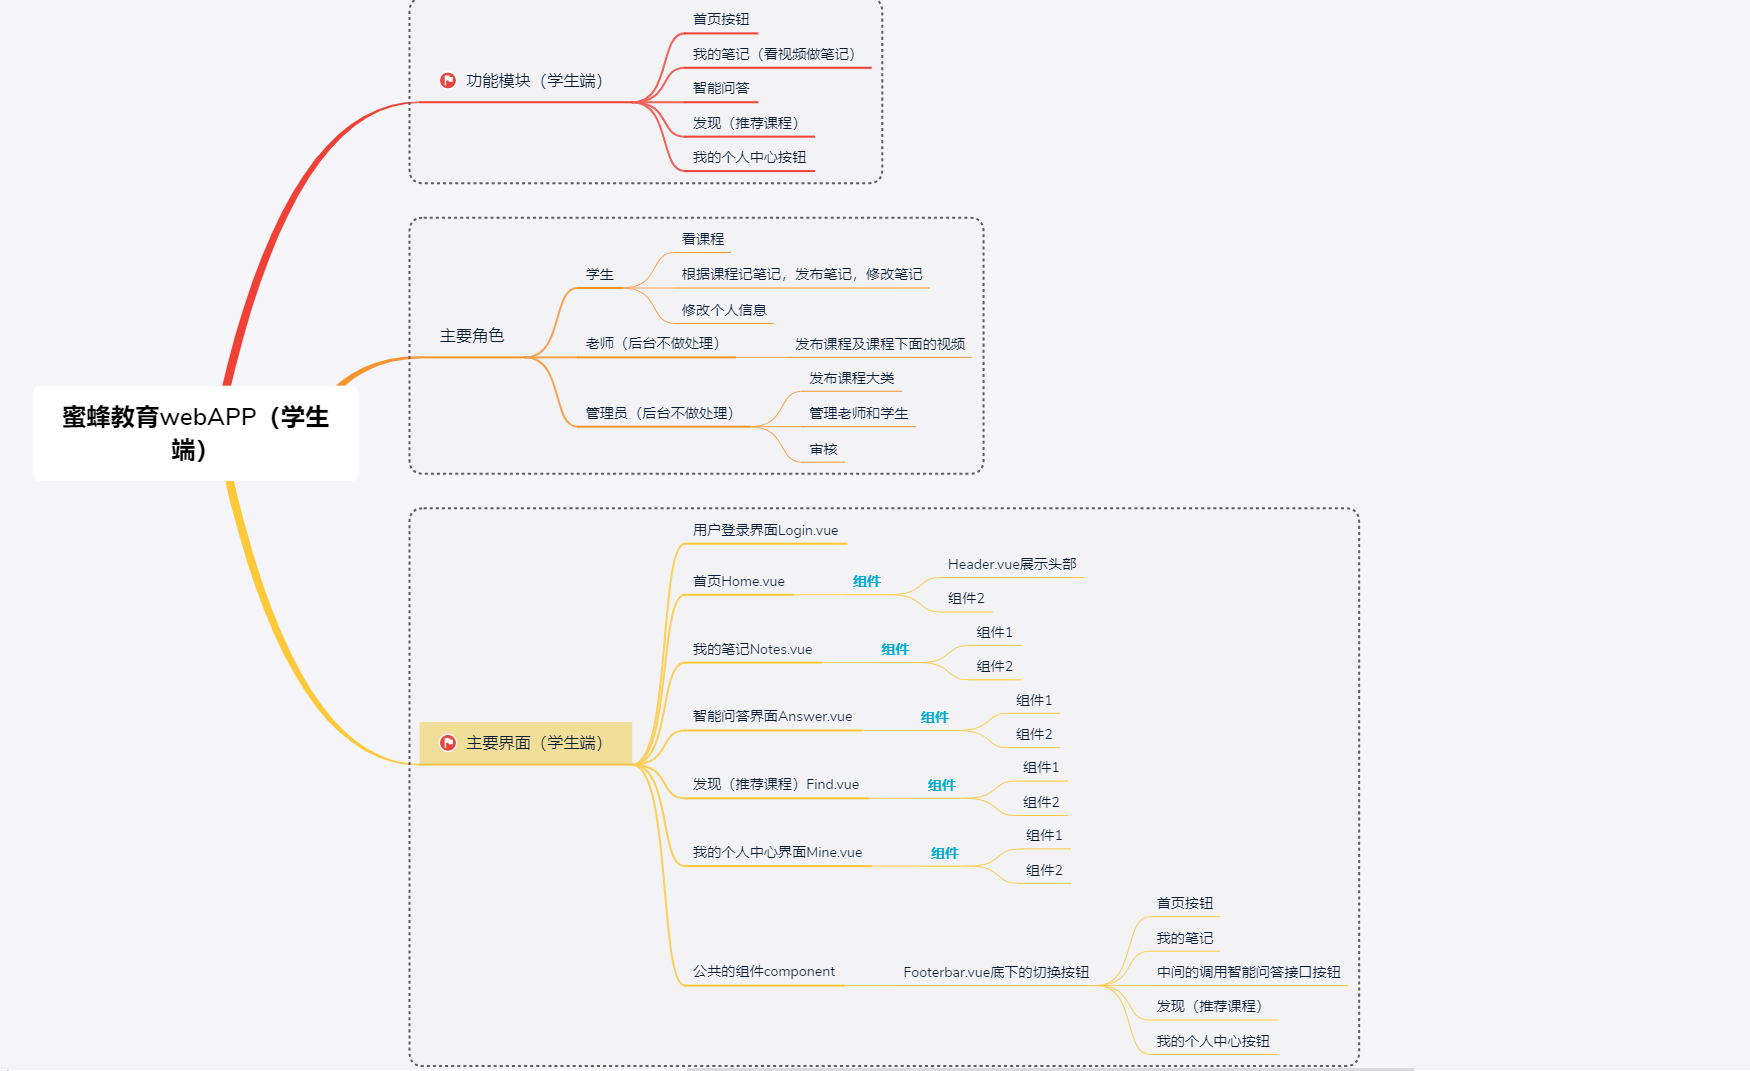 蜜蜂教育webAPP（学生
端）
功能模块（学生端）
首页按钮
我的笔记（看视频做笔记）
智能问答
发现（推荐课程）
我的个人中心按钮
主要角色
学生
看课程
根据课程记笔记，发布笔记，修改笔记
修改个人信息
老师（后台不做处理）
发布课程及课程下面的视频
管理员（后台不做处理）
发布课程大类
管理老师和学生
审核
主要界面（学生端）
用户登录界面Login.vue
首页Home.vue
组件
Header.vue展示头部
组件2
我的笔记Notes.vue
组件
组件1
组件2
智能问答界面Answer.vue
组件
组件1
组件2
发现（推荐课程）Find.vue
组件
组件1
组件2
我的个人中心界面Mine.vue
组件
组件1
组件2
公共的组件component
Footerbar.vue底下的切换按钮
首页按钮
我的笔记
中间的调用智能问答接口按钮
发现（推荐课程）
我的个人中心按钮